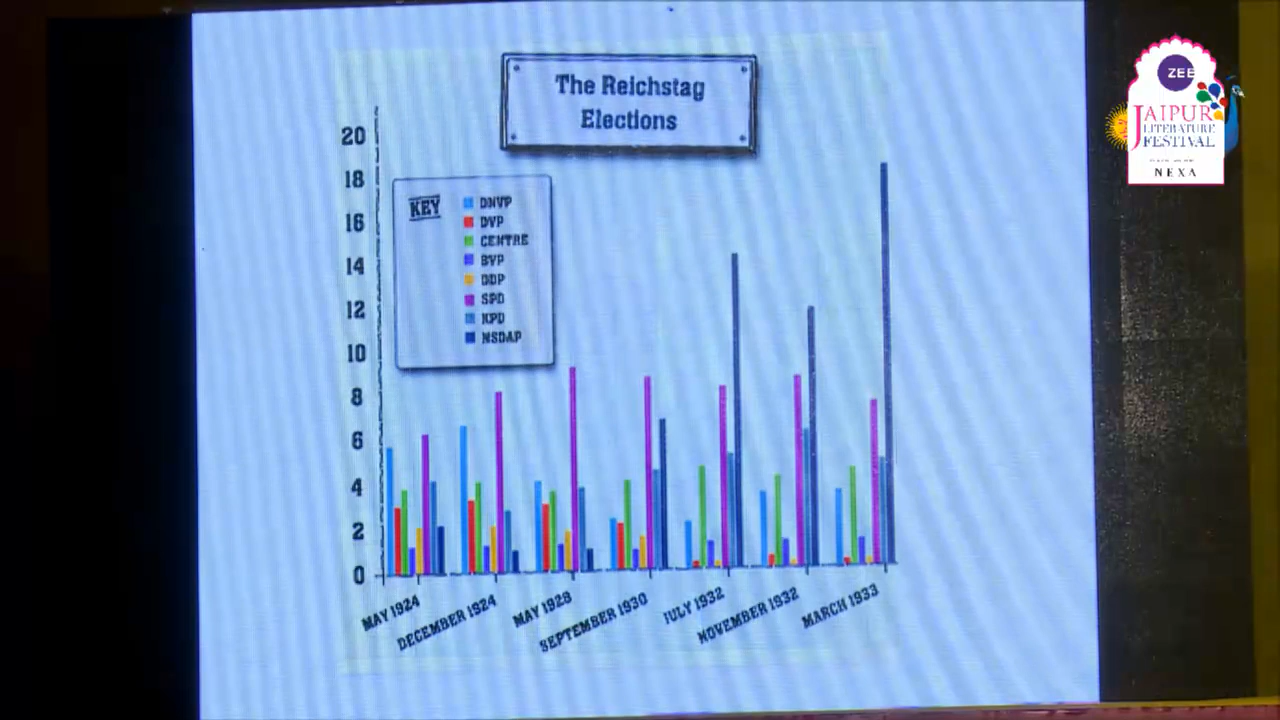 The Reichstag
Elections
20
18
16
14
12
10
8
6
4
2
0
KEY
DNVP
DVP
CENTRE
BVP
DDP
SPD
KPD
NSDAP
MAY 1924
DECEMBER 1924
MAY 1928
SEPTEMBER 1930
JULY 1932
NOVEMBER 1932
MARCH 1933
ZEE
JAIPUR
LITERATURE
FESTIVAL
NEXA